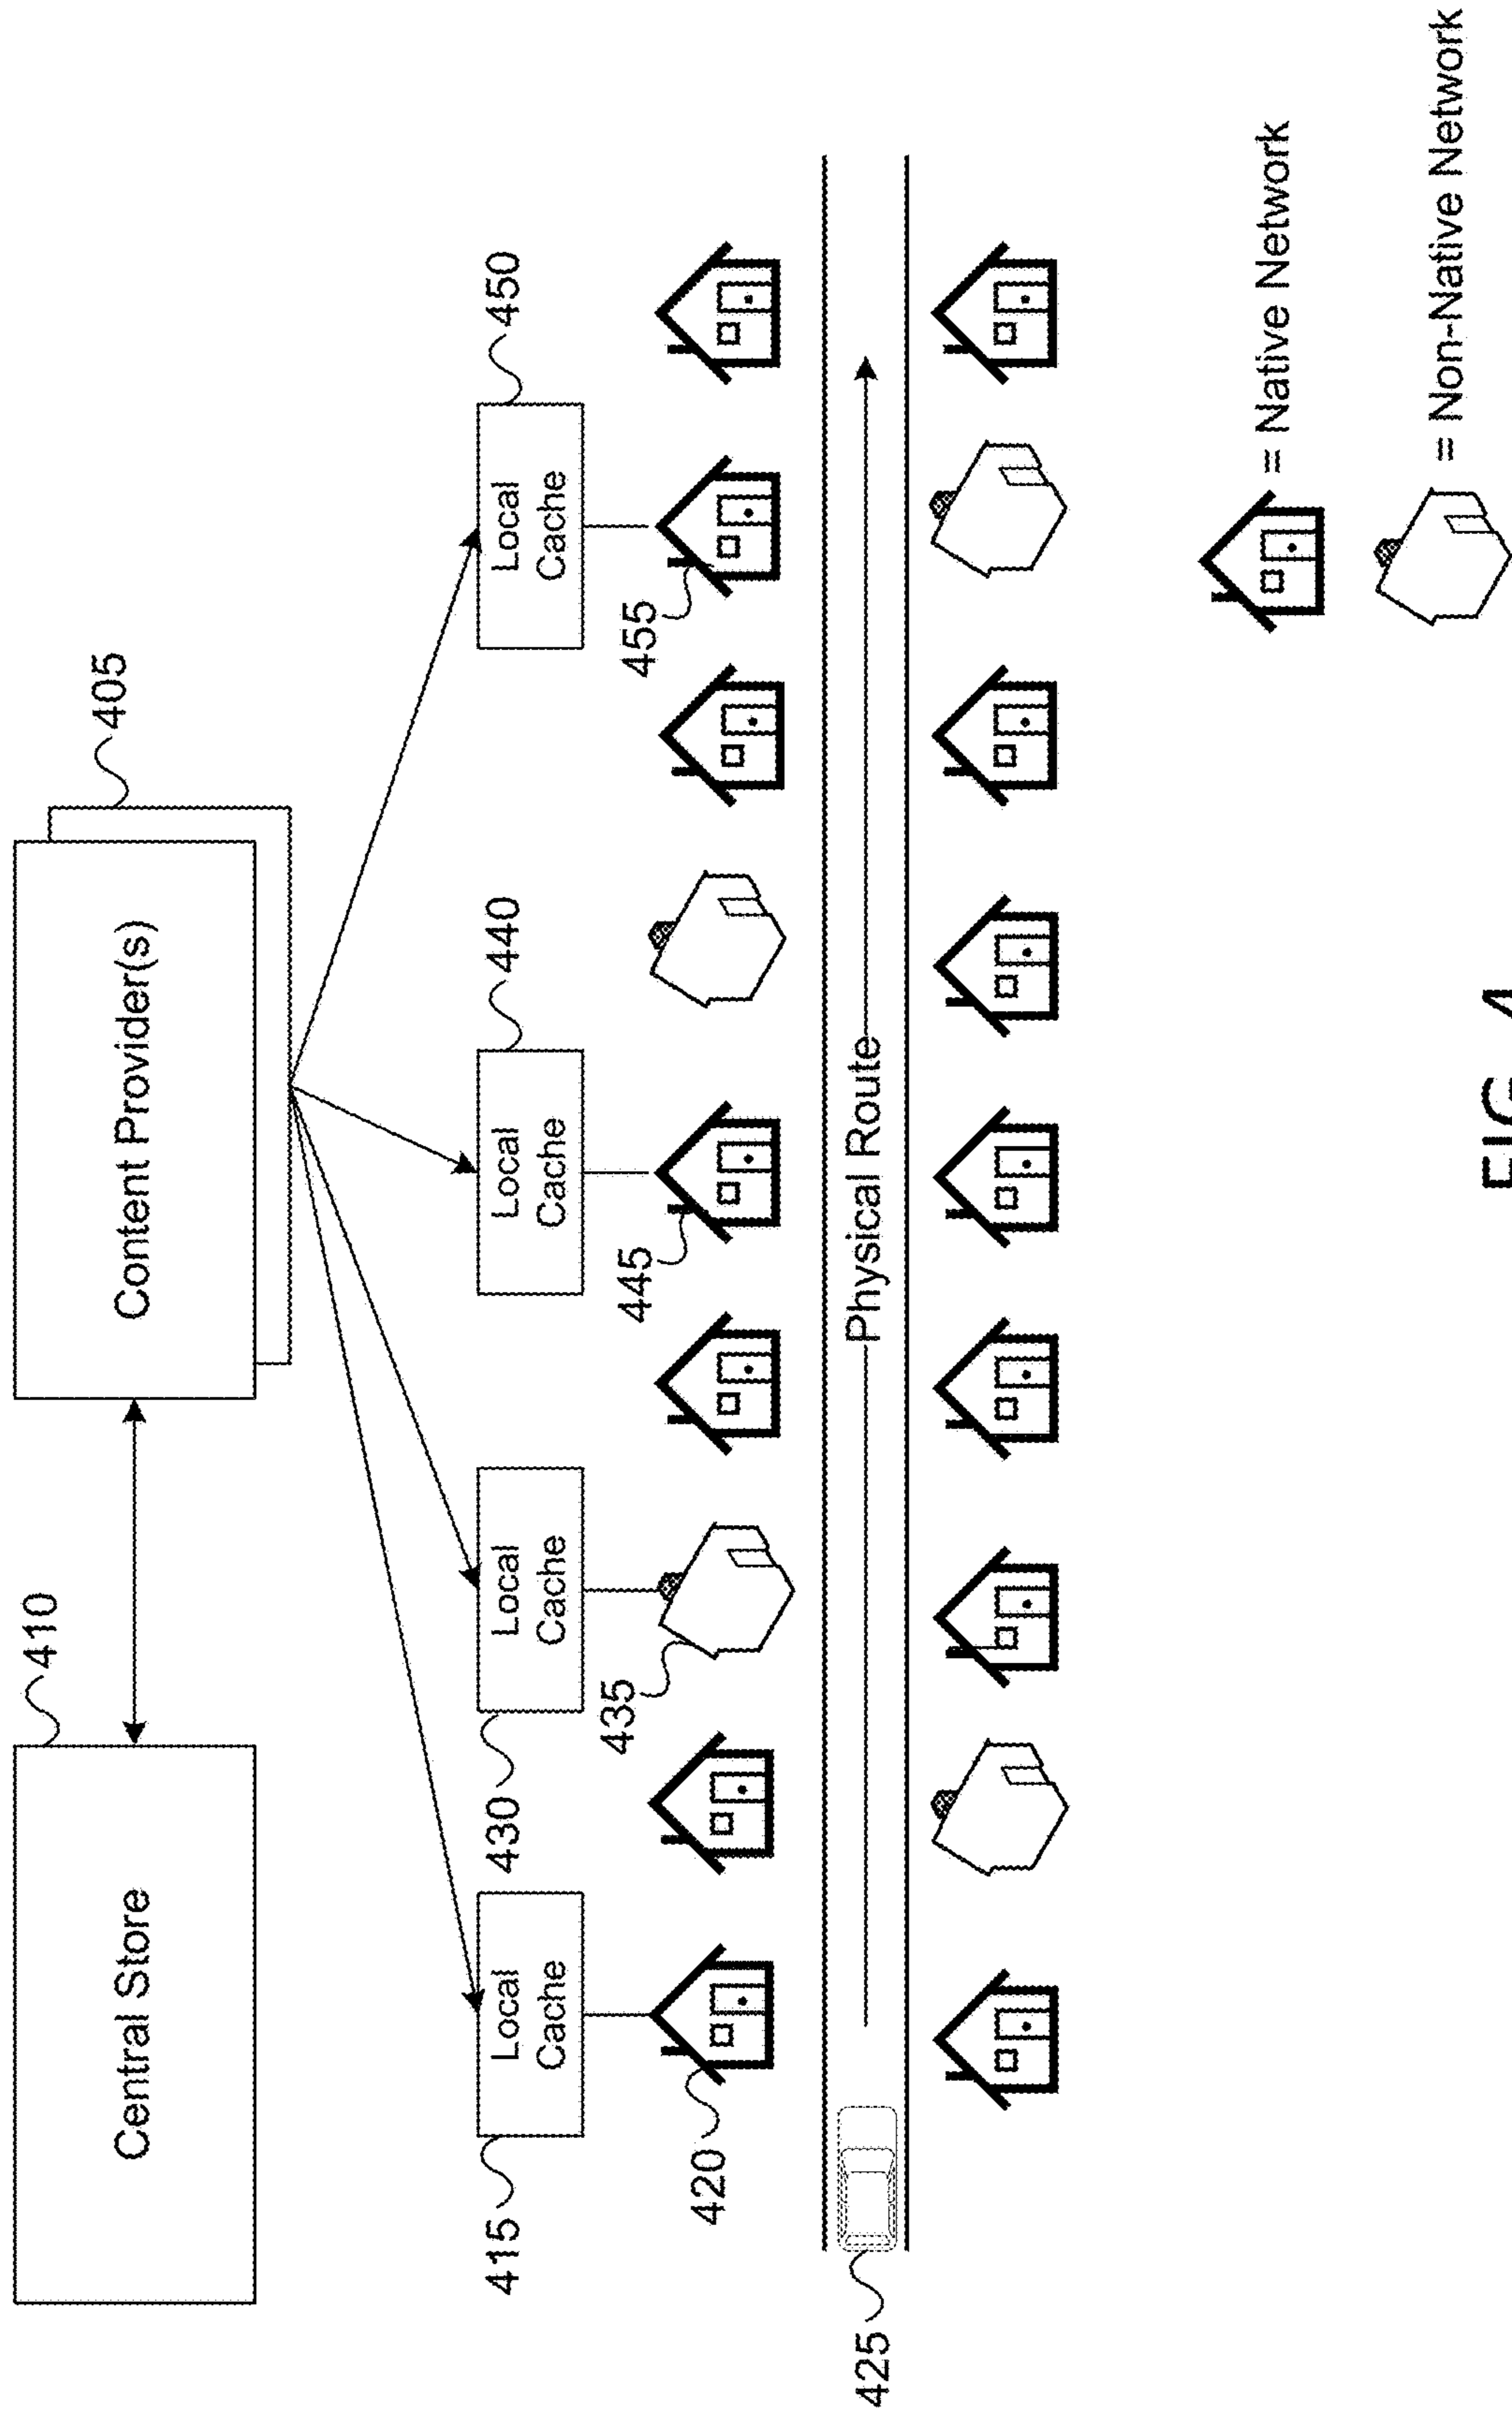 410
405
Central Store
Content Provider(s)
415
Local
Cache
430
Local
Cache
440
Local
Cache
450
Local
Cache
420
435
445
455
425
Physical Route
= Native Network
= Non-Native Network
FIG. 4